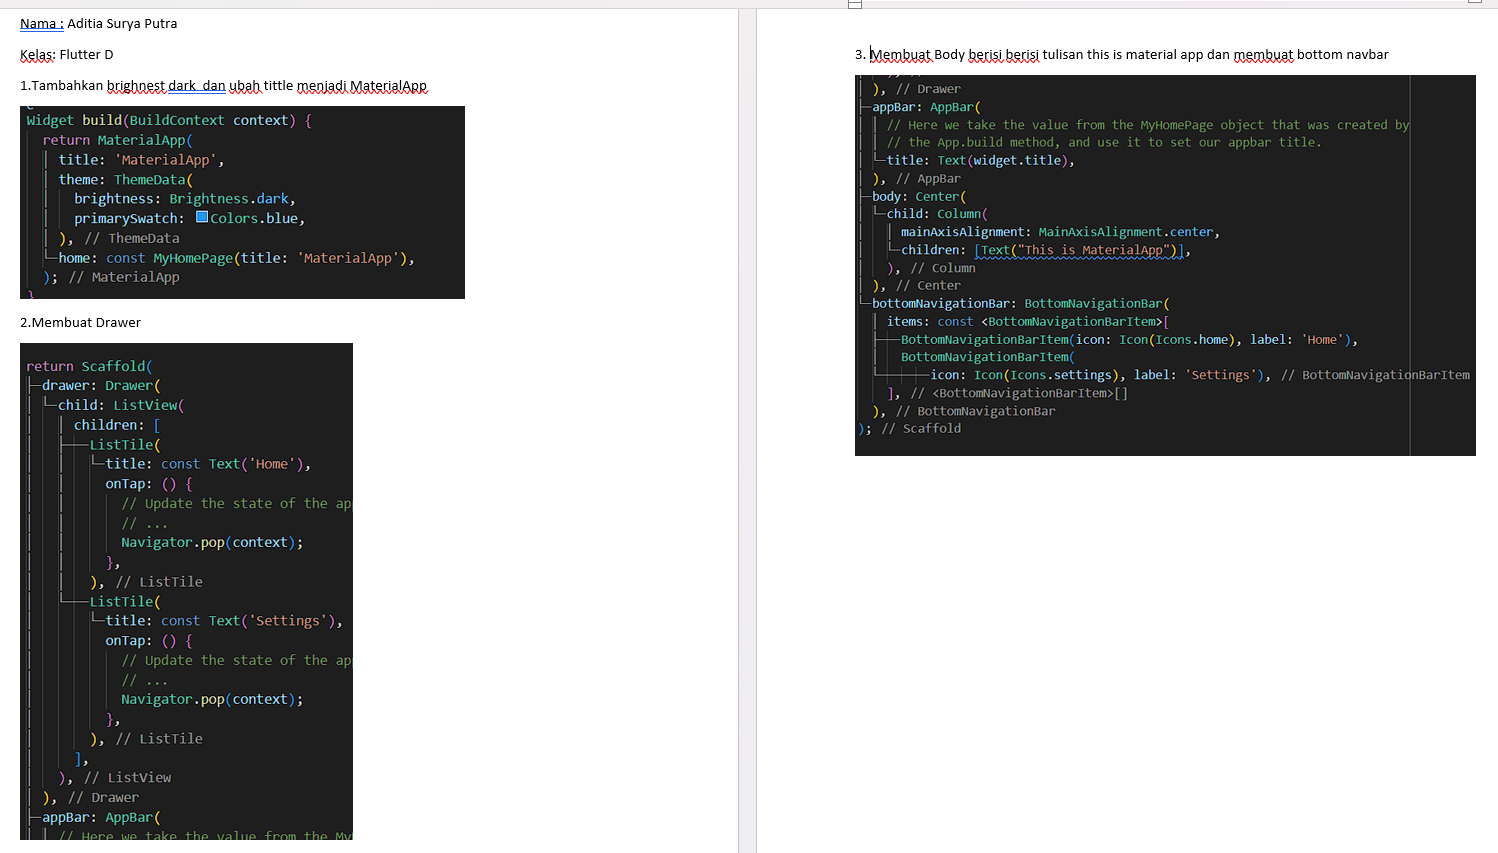 Nama : Aditia Surya Putra
Kelas: Flutter D
1.Tambahkan brighnest dark  dan ubah tittle menjadi MaterialApp
Widget build(BuildContext context) {
return MaterialApp(
title: 'MaterialApp',
theme: ThemeData(
brightness: Brightness.dark,
primarySwatch: Colors.blue,
), // ThemeData
home: const MyHomePage(title: 'MaterialApp'),
); // MaterialApp
}
2.Membuat Drawer
return Scaffold(
drawer: Drawer(
child: ListView(
children: [
ListTile(
title: const Text('Home'),
onTap: () {
// Update the state of the ap
// ...
Navigator.pop(context);
},
), // ListTile
ListTile(
title: const Text('Settings'),
onTap: () {
// Update the state of the ap
// ...
Navigator.pop(context);
},
), // ListTile
],
), // ListView
), // Drawer
appBar: AppBar(
// Here we take the value from the My
3. Membuat Body berisi berisi tulisan this is material app dan membuat bottom navbar
), // Drawer
appBar: AppBar(
// Here we take the value from the MyHomePage object that was created by
// the App.build method, and use it to set our appbar title.
title: Text(widget.title),
), // AppBar
body: Center(
child: Column(
mainAxisAlignment: MainAxisAlignment.center,
children: [Text("This is MaterialApp")],
), // Column
), // Center
bottomNavigationBar: BottomNavigationBar(
items: const <BottomNavigationBarItem>[
BottomNavigationBarItem(icon: Icon(Icons.home), label: 'Home'),
BottomNavigationBarItem(
icon: Icon(Icons.settings), label: 'Settings'), // BottomNavigationBarItem
], // <BottomNavigationBarItem>[]
), // BottomNavigationBar
); // Scaffold